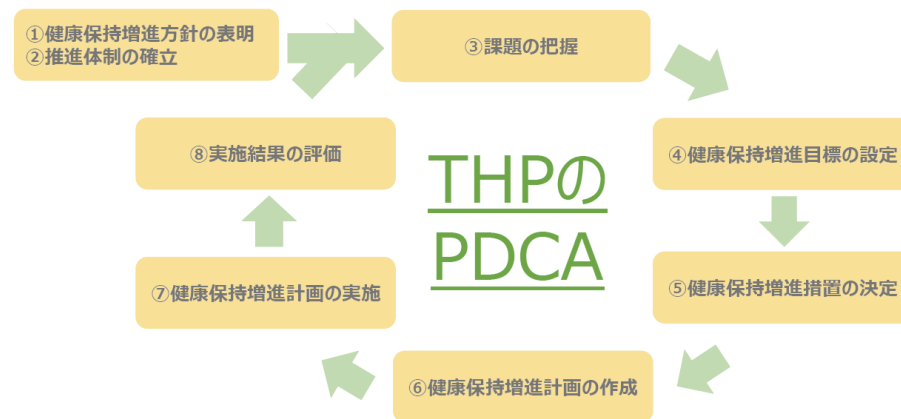 ①健康保持増進方針の表明
②推進体制の確立
③課題の把握
④健康保持増進目標の設定
⑤健康保持増進措置の決定
⑥健康保持増進計画の作成
⑦健康保持増進計画の実施
⑧実施結果の評価
THPの
PDCA